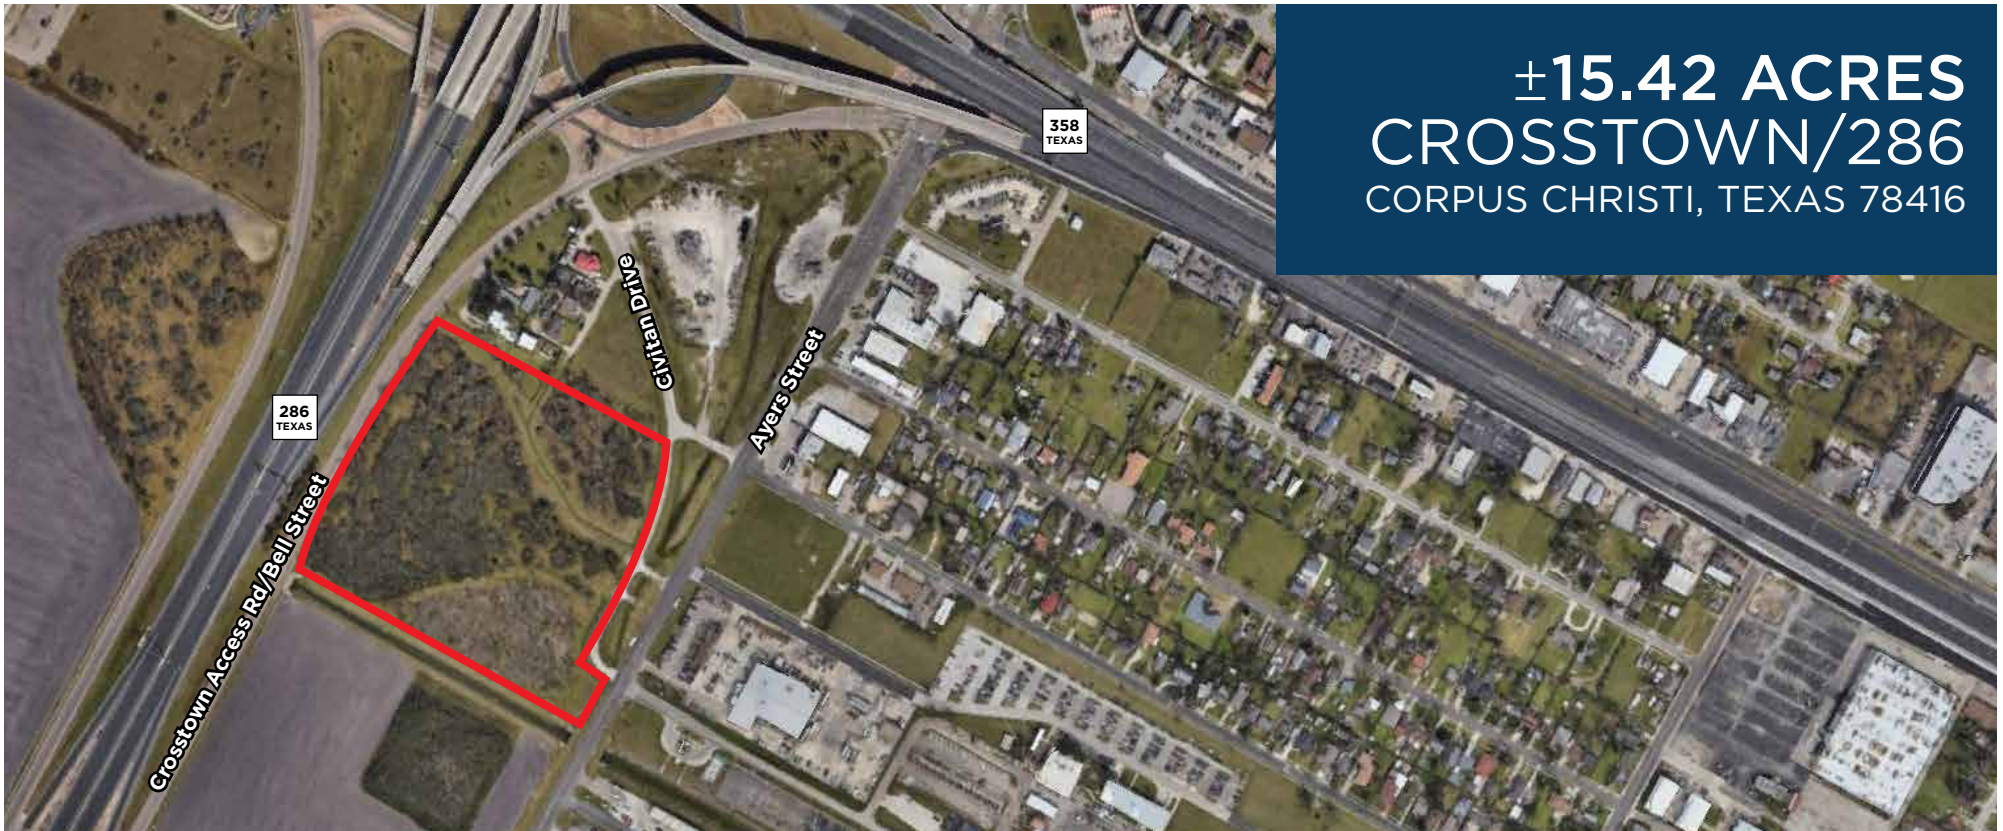 ±15.42 ACRES
CROSSTOWN/286
CORPUS CHRISTI, TEXAS 78416
358
TEXAS
Civitan Drive
Ayers Street
286
TEXAS
Crosstown Access Rd/Bell Street